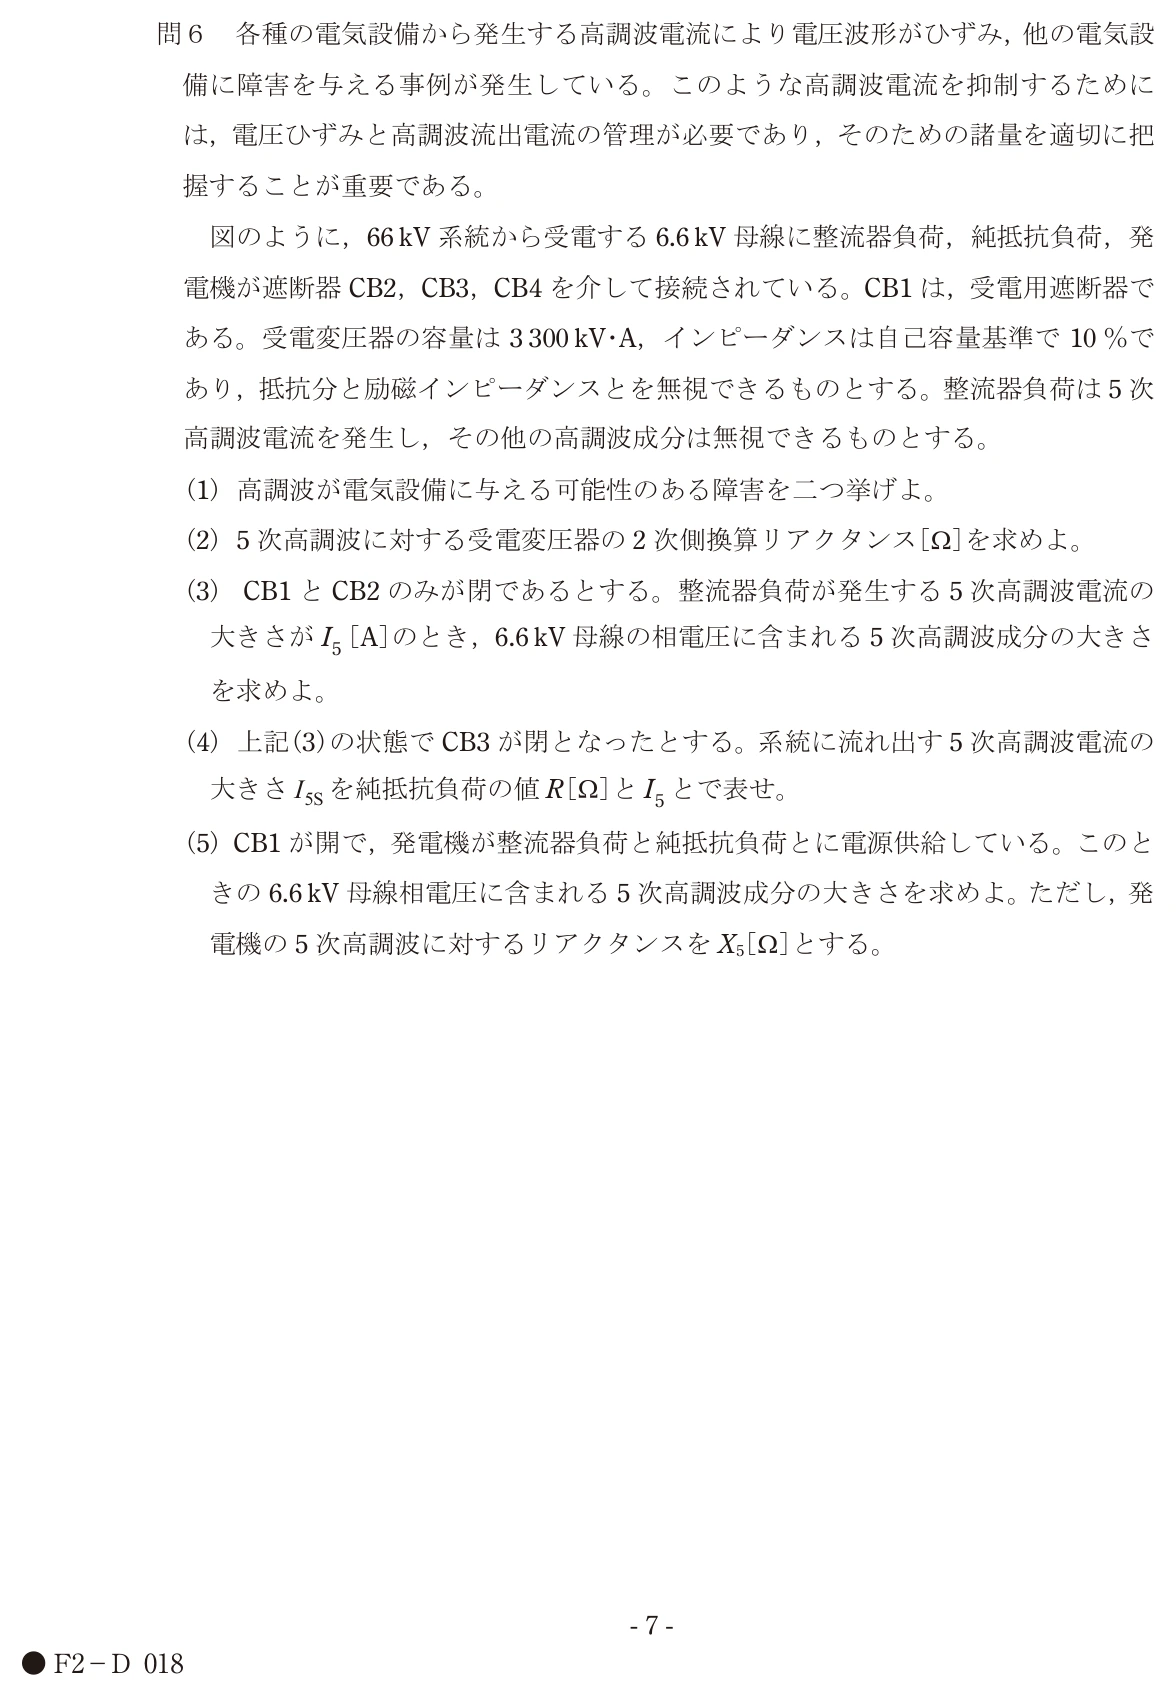 問６　各種の電気設備から発生する高調波電流により電圧波形がひずみ，他の電気設
備に障害を与える事例が発生している。このような高調波電流を抑制するために
は，電圧ひずみと高調波流出電流の管理が必要であり，そのための諸量を適切に把
握することが重要である。
図のように，66 kV 系統から受電する 6.6 kV 母線に整流器負荷，純抵抗負荷，発
電機が遮断器 CB2，CB3，CB4 を介して接続されている。CB1 は，受電用遮断器で
ある。受電変圧器の容量は 3 300 kV･A，インピーダンスは自己容量基準で 10 ％で
あり，抵抗分と励磁インピーダンスとを無視できるものとする。整流器負荷は 5 次
高調波電流を発生し，その他の高調波成分は無視できるものとする。
(1) 高調波が電気設備に与える可能性のある障害を二つ挙げよ。
(2) 5 次高調波に対する受電変圧器の 2 次側換算リアクタンス[Ω]を求めよ。
(3) CB1 と CB2 のみが閉であるとする。整流器負荷が発生する 5 次高調波電流の
大きさが I5 [A]のとき，6.6 kV 母線の相電圧に含まれる 5 次高調波成分の大きさ
を求めよ。
(4) 上記(3)の状態で CB3 が閉となったとする。系統に流れ出す 5 次高調波電流の
大きさ I5S を純抵抗負荷の値 R[Ω]と I5 とで表せ。
(5) CB1 が開で，発電機が整流器負荷と純抵抗負荷とに電源供給している。このと
きの 6.6 kV 母線相電圧に含まれる 5 次高調波成分の大きさを求めよ。ただし，発
電機の 5 次高調波に対するリアクタンスを X5[Ω]とする。
- 7 -
● F2－D 018